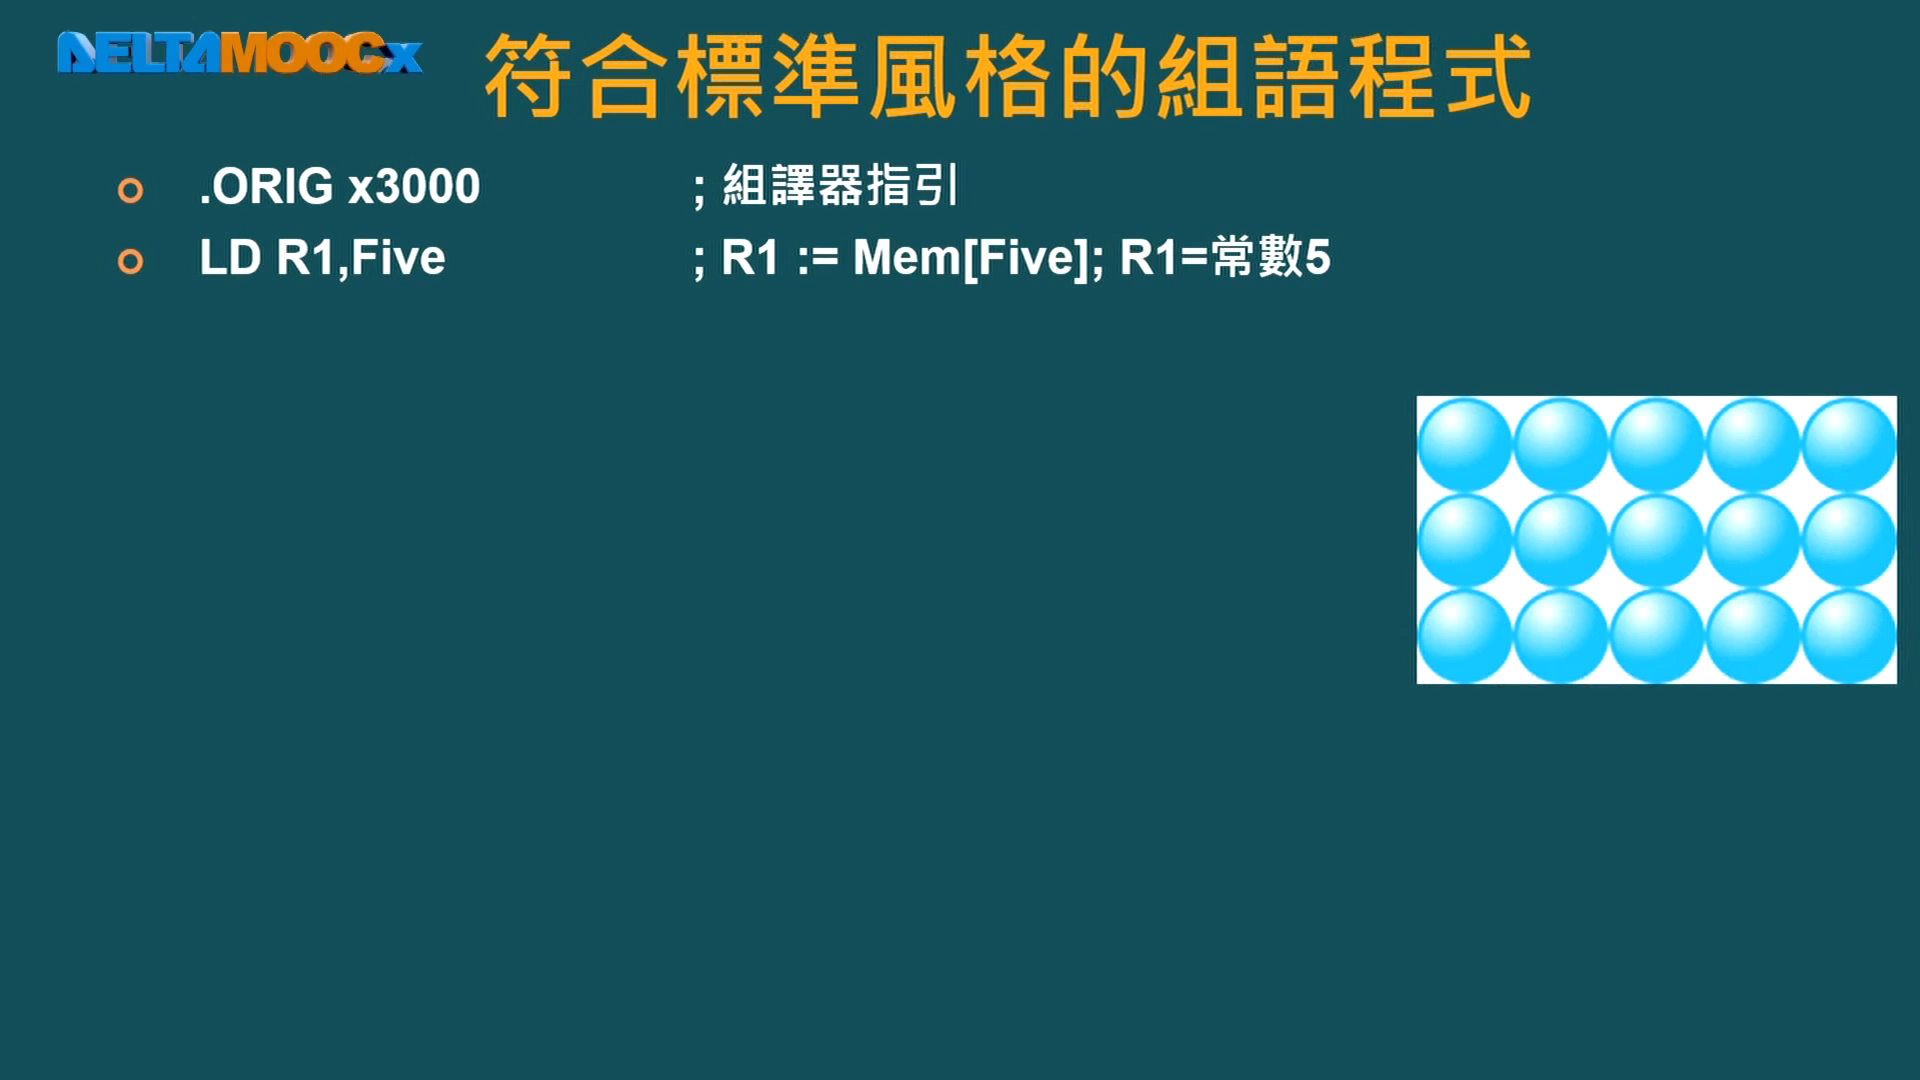 DELTAMOOCx
符合標準風格的組語程式
.ORIG x3000 ; 組譯器指引
LD R1,Five ; R1 := Mem[Five]; R1=常數5